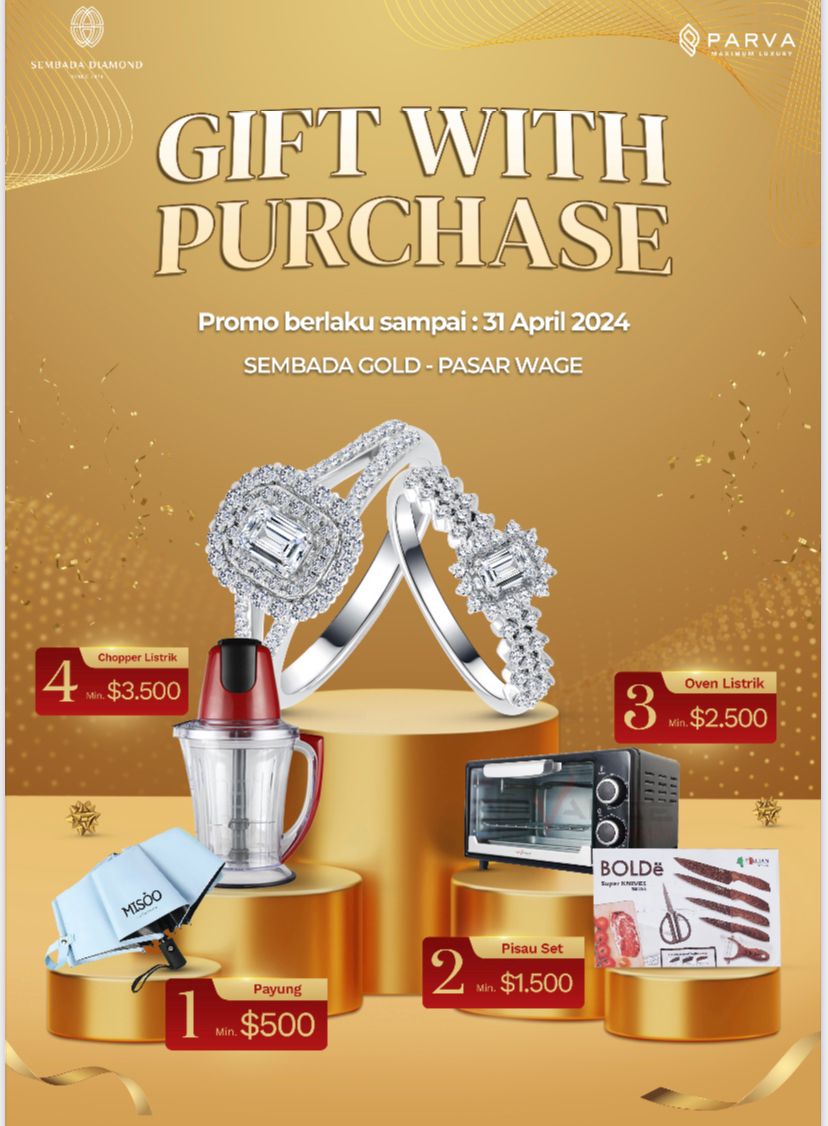 SEMBADA DIAMOND
PARVA
MAXIMUM LUXURY
GIFT WITH
PURCHASE
Promo berlaku sampai : 31 April 2024
SEMBADA GOLD - PASAR WAGE
4 Chopper Listrik
Min. $3.500
3 Oven Listrik
Min. $2.500
MISOO
BOLDë
Super KNIVES
2 Pisau Set
Min. $1.500
1 Payung
Min. $500